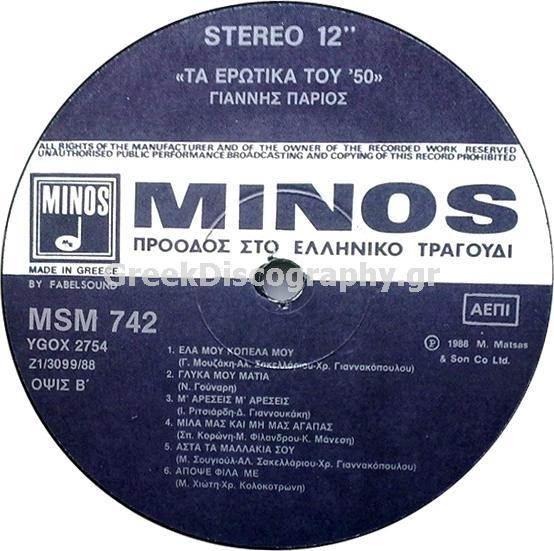 STEREO 12''
«ΤΑ ΕΡΩΤΙΚΑ ΤΟΥ '50»
ΓΙΑΝΝΗΣ ΠΑΡΙΟΣ
ALL RIGHTS OF THE MANUFACTURER AND OF THE OWNER OF THE RECORDED WORK RESERVED
UNAUTHORISED PUBLIC PERFORMANCE BROADCASTING AND COPYING OF THIS RECORD PROHIBITED
MINOS
MINOS
ΠΡΟΟΔΟΣ ΣΤΟ ΕΛΛΗΝΙΚΟ ΤΡΑΓΟΥΔΙ
MADE IN GREECE
BY FABELSOUND
GreekDiscography.gr
MSM 742
YGOX 2754
Z1/3099/88
ΟΨΙΣ Β΄
ΑΕΠΙ
Ⓟ 1988 M. Matsas
& Son Co Ltd.
1. ΕΛΑ ΜΟΥ ΚΟΠΕΛΑ ΜΟΥ
(Γ. Μουζάκη-Αλ. Σακελλάριου-Χρ. Γιαννακόπουλου)
2. ΓΛΥΚΑ ΜΟΥ ΜΑΤΙΑ
(Ν. Γούναρη)
3. Μ' ΑΡΕΣΕΙΣ Μ' ΑΡΕΣΕΙΣ
(Ι. Ριτσιάρδη-Δ. Γιαννουκάκη)
4. ΜΙΛΑ ΜΑΣ ΚΑΙ ΜΗ ΜΑΣ ΑΓΑΠΑΣ
(Σπ. Κορώνη-Μ. Φιλανδρου-Κ. Μάνεση)
5. ΑΣΤΑ ΤΑ ΜΑΛΛΑΚΙΑ ΣΟΥ
(Μ. Σουγιούλ-Αλ. Σακελλάριου-Χρ. Γιαννακόπουλου)
6. ΑΠΟΨΕ ΦΙΛΑ ΜΕ
(Μ. Χιώτη-Χρ. Κολοκοτρώνη)